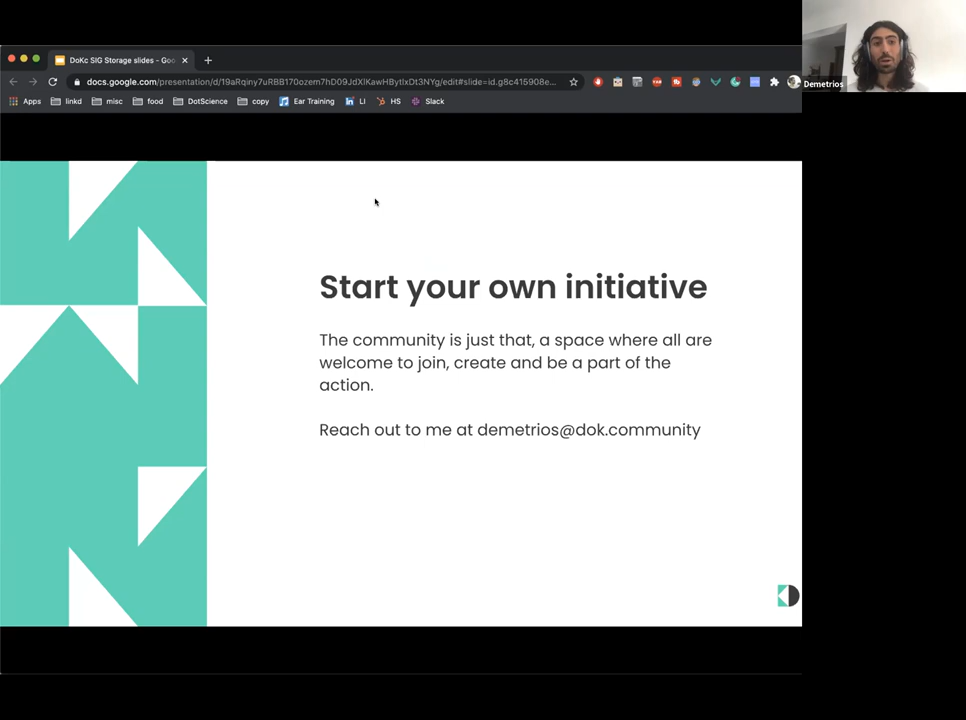 DoKc SIG Storage slides - Goo
docs.google.com/presentation/d/19aRqiny7uRBB170ozem7hD09JdXlKawHBytlxDt3NYg/edit#slide=id.g8c415908e...
Apps linkd misc food DotScience copy Ear Training LI HS Slack
Demetrios
Start your own initiative
The community is just that, a space where all are
welcome to join, create and be a part of the
action.
Reach out to me at demetrios@dok.community